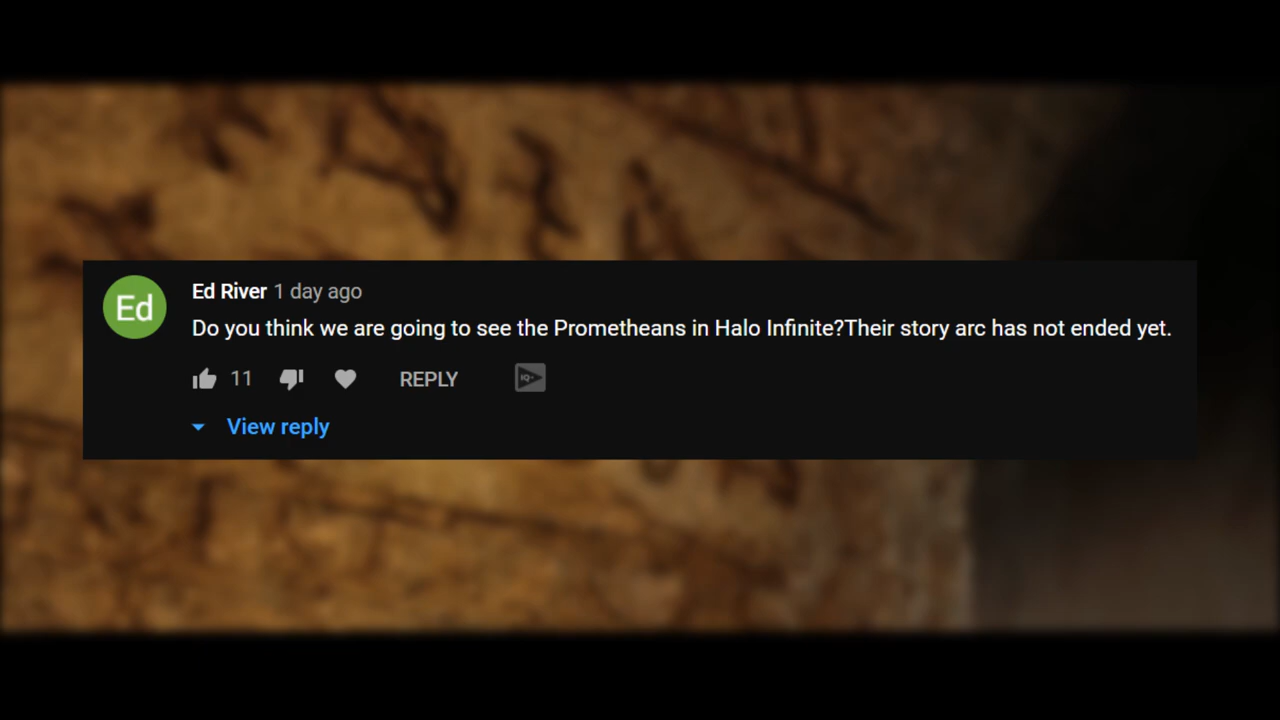 Ed
Ed River 1 day ago
Do you think we are going to see the Prometheans in Halo Infinite?Their story arc has not ended yet.
11 REPLY
View reply